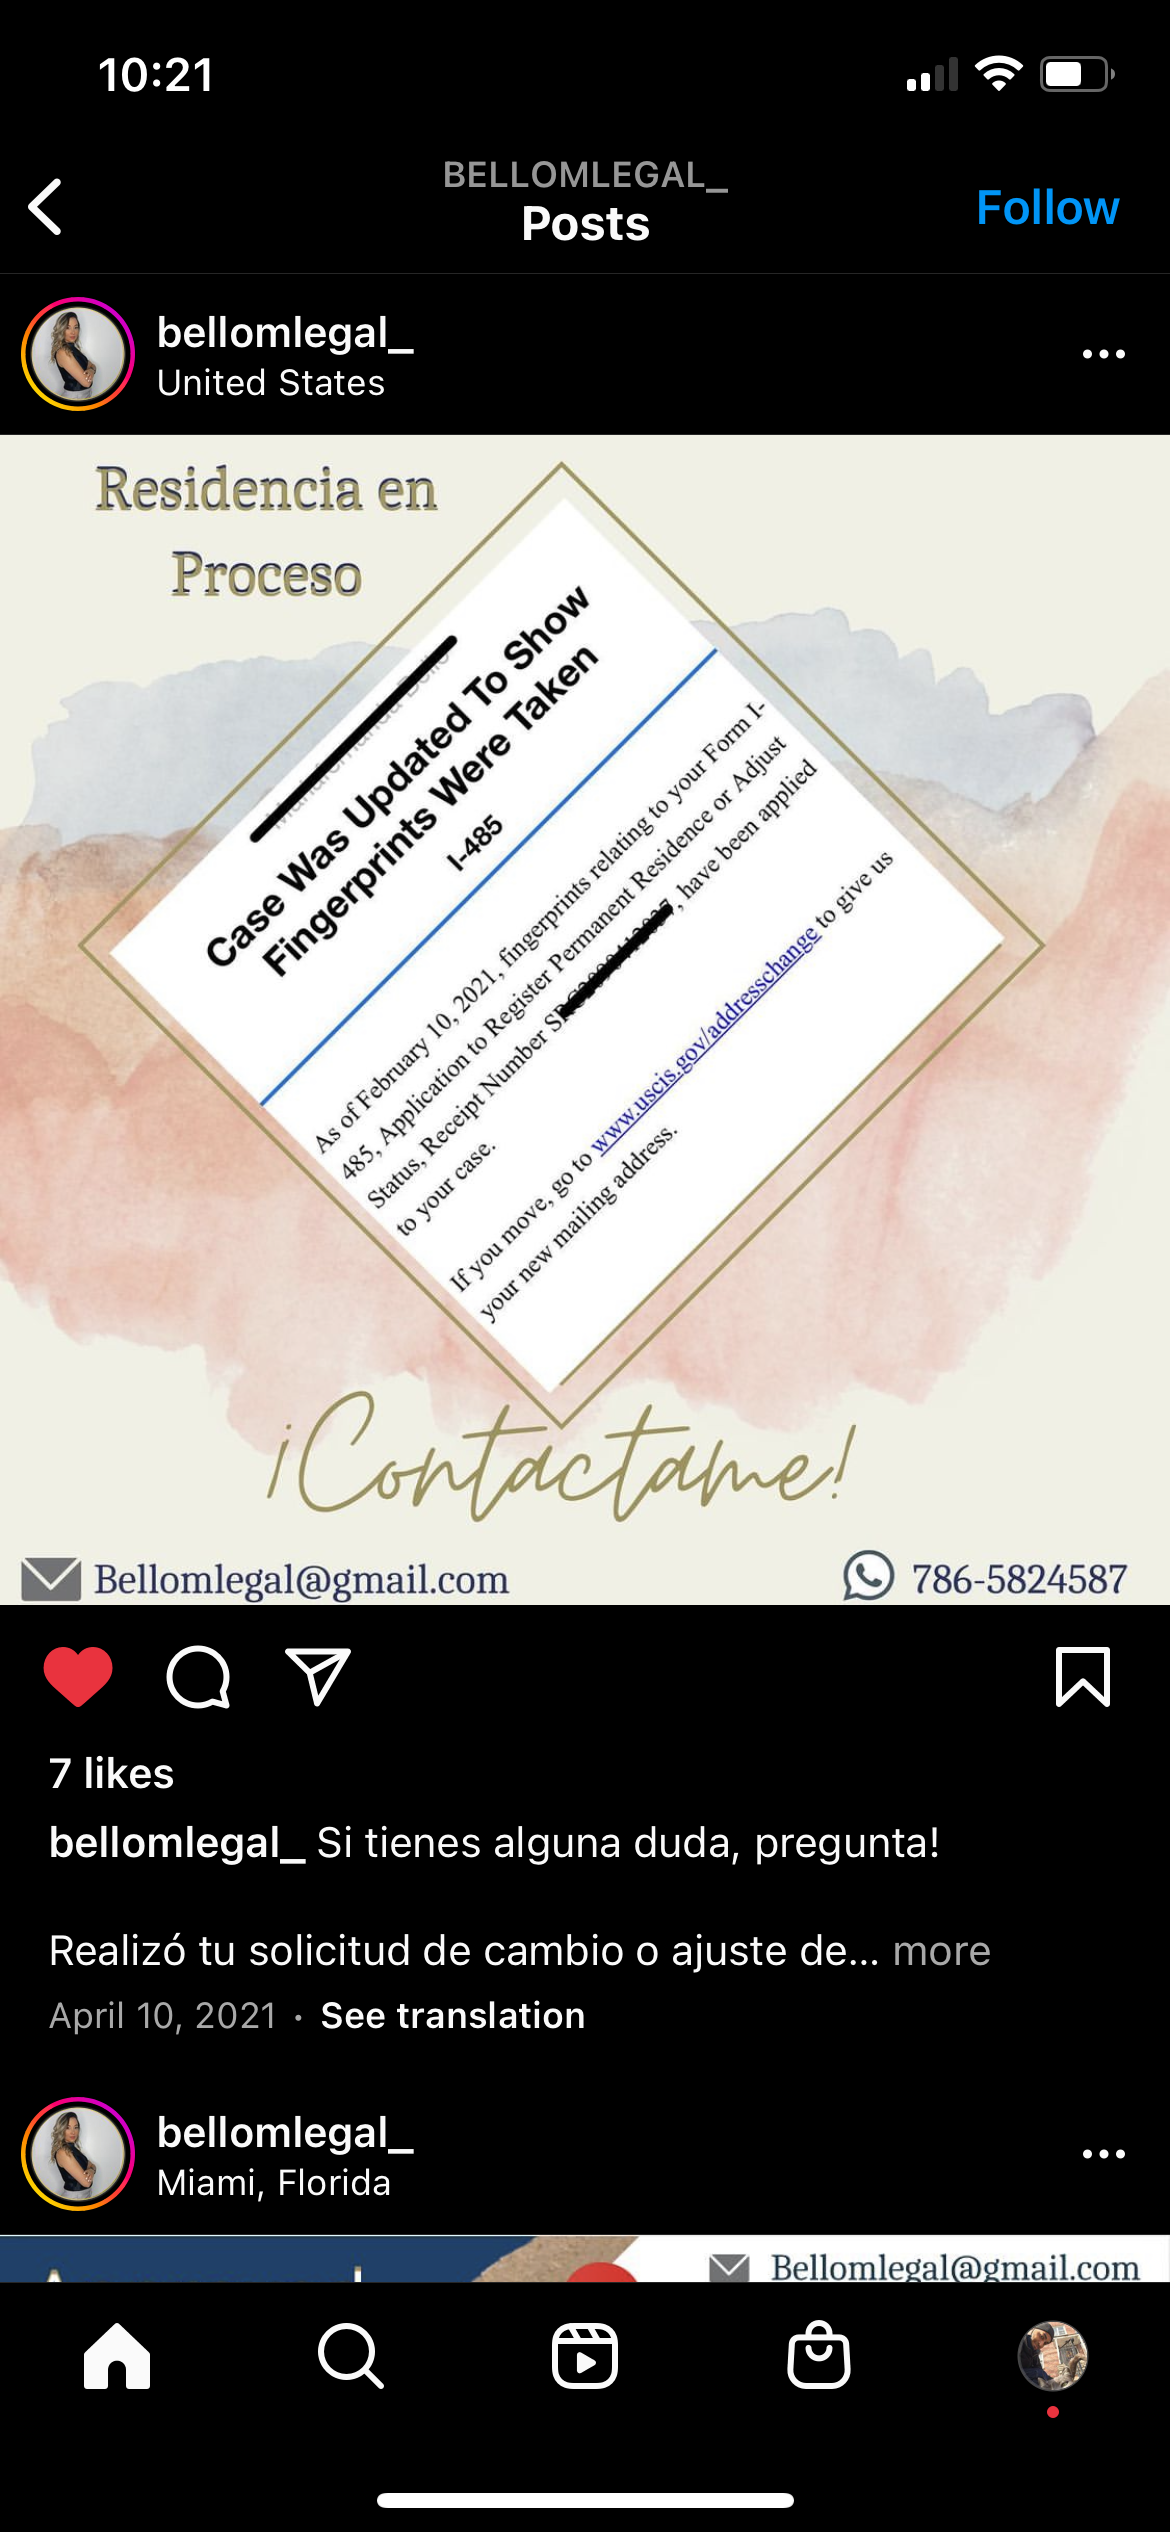 10:21
BELLOMLEGAL_
Posts
Follow
bellomlegal_
United States
Residencia en
Proceso
Case Was Updated To Show
Fingerprints Were Taken
I-485
As of February 10, 2021, fingerprints relating to your Form I-
485, Application to Register Permanent Residence or Adjust
Status, Receipt Number , have been applied
to your case.
If you move, go to www.uscis.gov/addresschange to give us
your new mailing address.
¡Contactame!
Bellomlegal@gmail.com
786-5824587
7 likes
bellomlegal_ Si tienes alguna duda, pregunta!
Realizó tu solicitud de cambio o ajuste de... more
April 10, 2021 · See translation
bellomlegal_
Miami, Florida
Bellomlegal@gmail.com